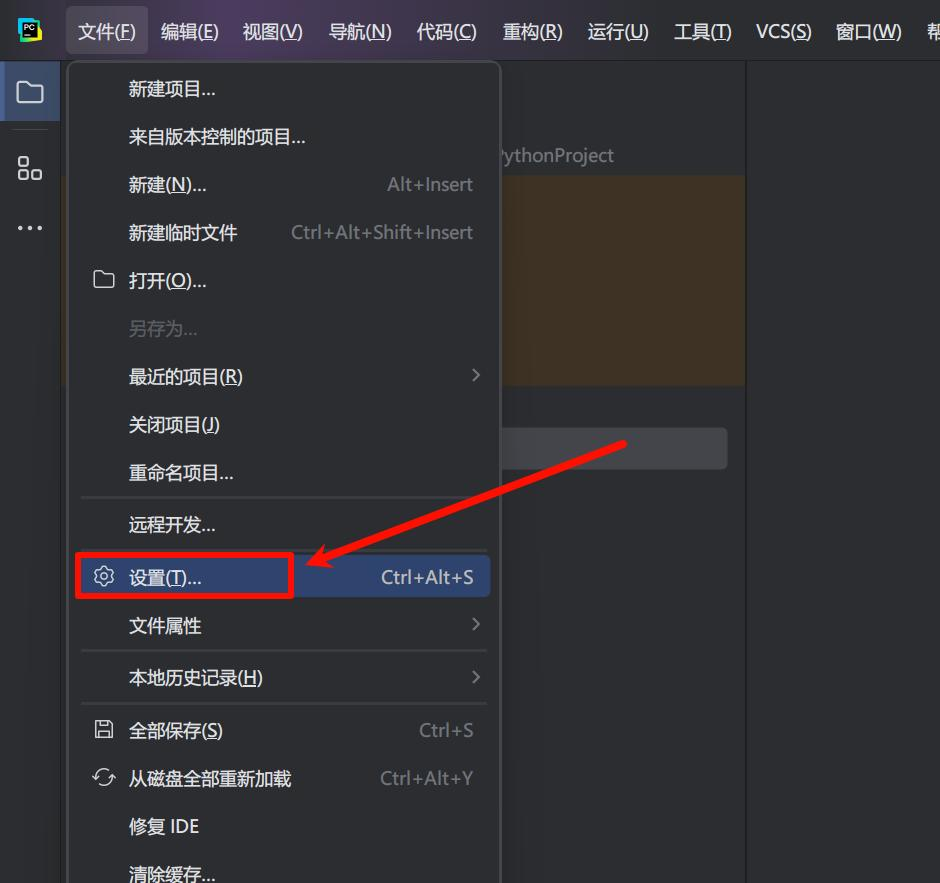 PC
文件(F) 编辑(E) 视图(V) 导航(N) 代码(C) 重构(R) 运行(U) 工具(T) VCS(S) 窗口(W) 帮
新建项目...
来自版本控制的项目...
PythonProject
新建(N)... Alt+Insert
新建临时文件 Ctrl+Alt+Shift+Insert
打开(O)...
另存为...
最近的项目(R)
关闭项目(J)
重命名项目...
远程开发...
设置(T)... Ctrl+Alt+S
文件属性
本地历史记录(H)
全部保存(S) Ctrl+S
从磁盘全部重新加载 Ctrl+Alt+Y
修复 IDE
清除缓存...